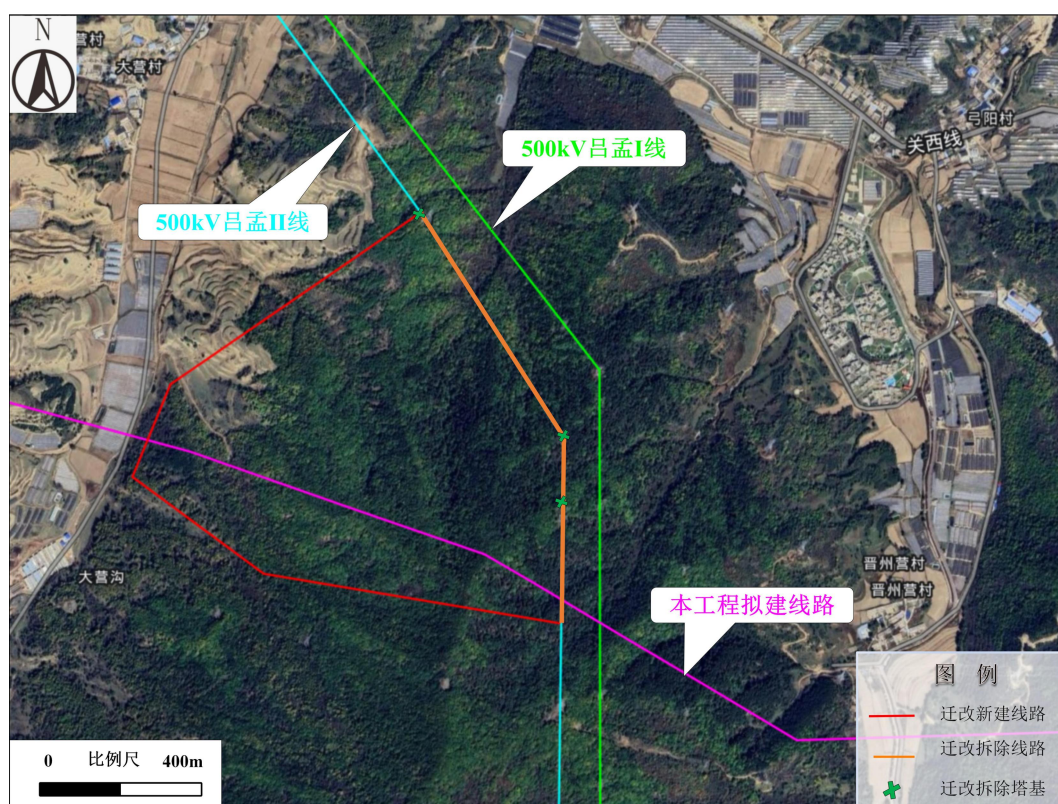 N
营村
大营村
弓阳村
关西线
500kV吕孟I线
500kV吕孟II线
大营沟
晋州营村
晋州营村
本工程拟建线路
图 例
迁改新建线路
迁改拆除线路
迁改拆除塔基
0 比例尺 400m